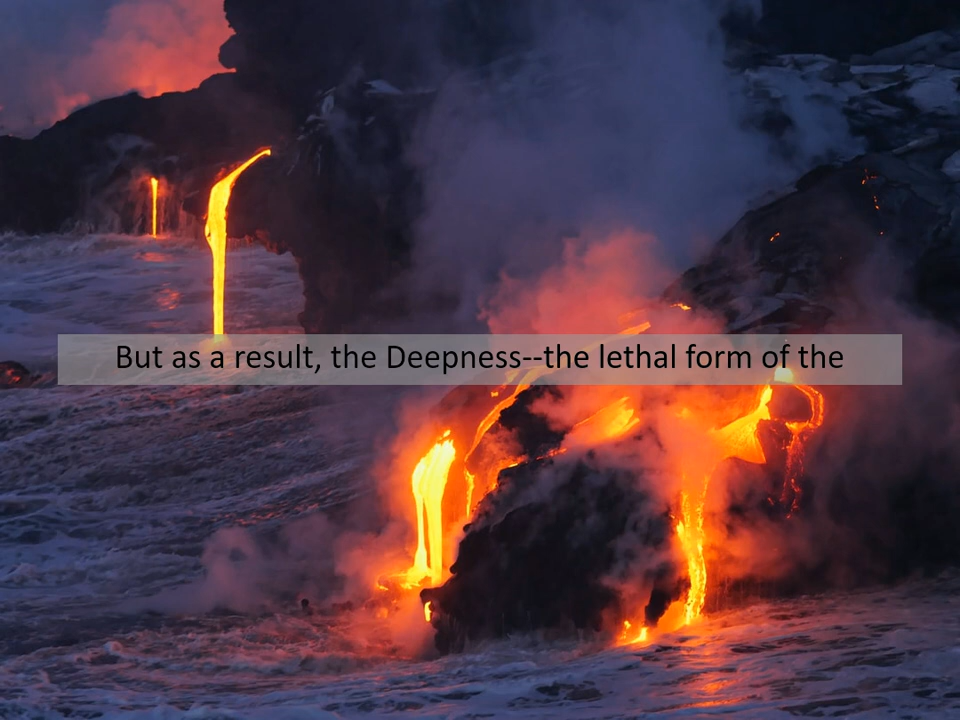 But as a result, the Deepness--the lethal form of the